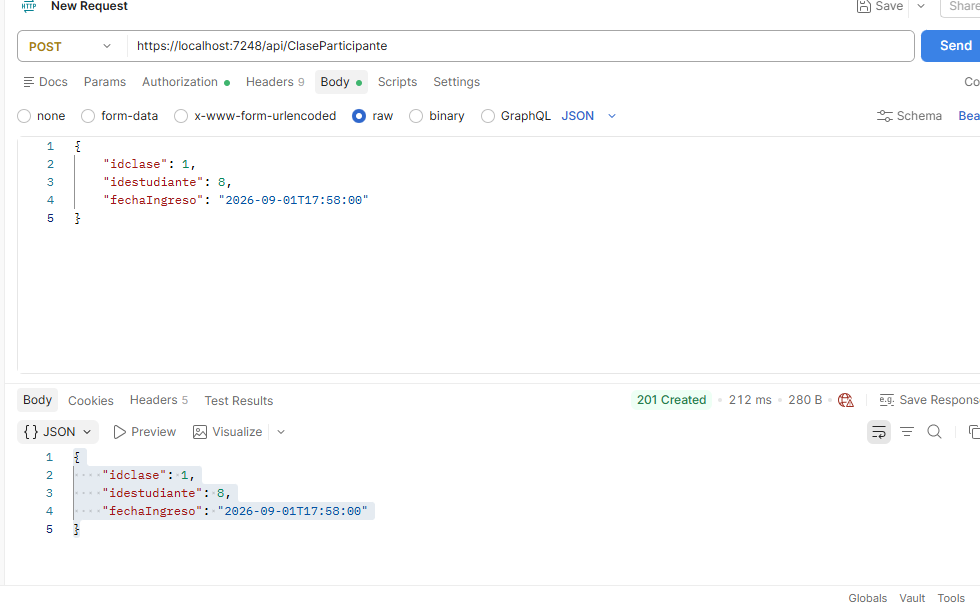 HTTP New Request Save Share
POST https://localhost:7248/api/ClaseParticipante Send
Docs Params Authorization Headers 9 Body Scripts Settings Co
none form-data x-www-form-urlencoded raw binary GraphQL JSON Schema Bea
1 {
2 "idclase": 1,
3 "idestudiante": 8,
4 "fechaIngreso": "2026-09-01T17:58:00"
5 }
Body Cookies Headers 5 Test Results 201 Created • 212 ms • 280 B • e.g. Save Respons
{} JSON Preview Visualize
1 {
2 "idclase": 1,
3 "idestudiante": 8,
4 "fechaIngreso": "2026-09-01T17:58:00"
5 }
Globals Vault Tools